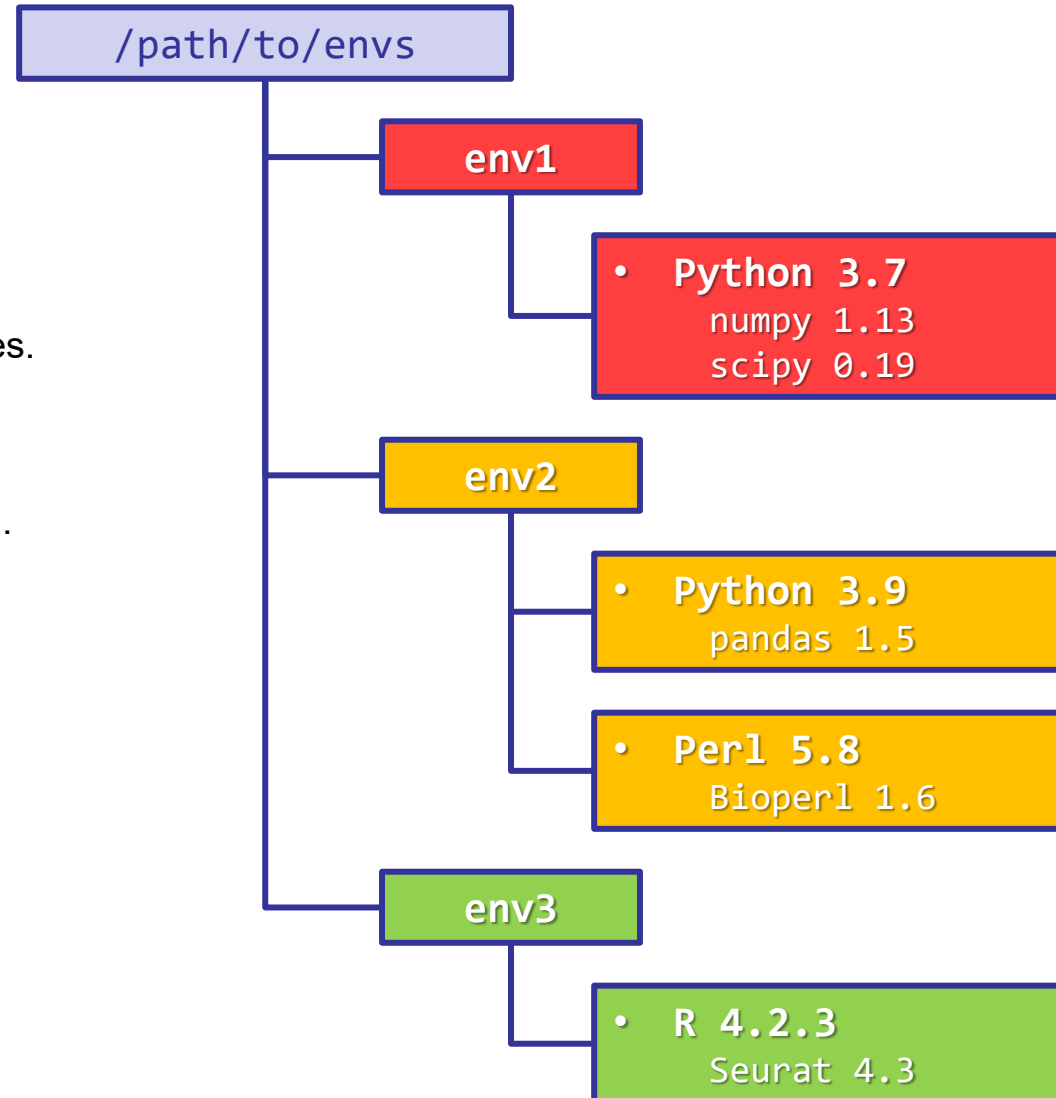 /path/to/envs
env1
• Python 3.7
numpy 1.13
scipy 0.19
es.
env2
.
• Python 3.9
pandas 1.5
• Perl 5.8
Bioperl 1.6
env3
• R 4.2.3
Seurat 4.3